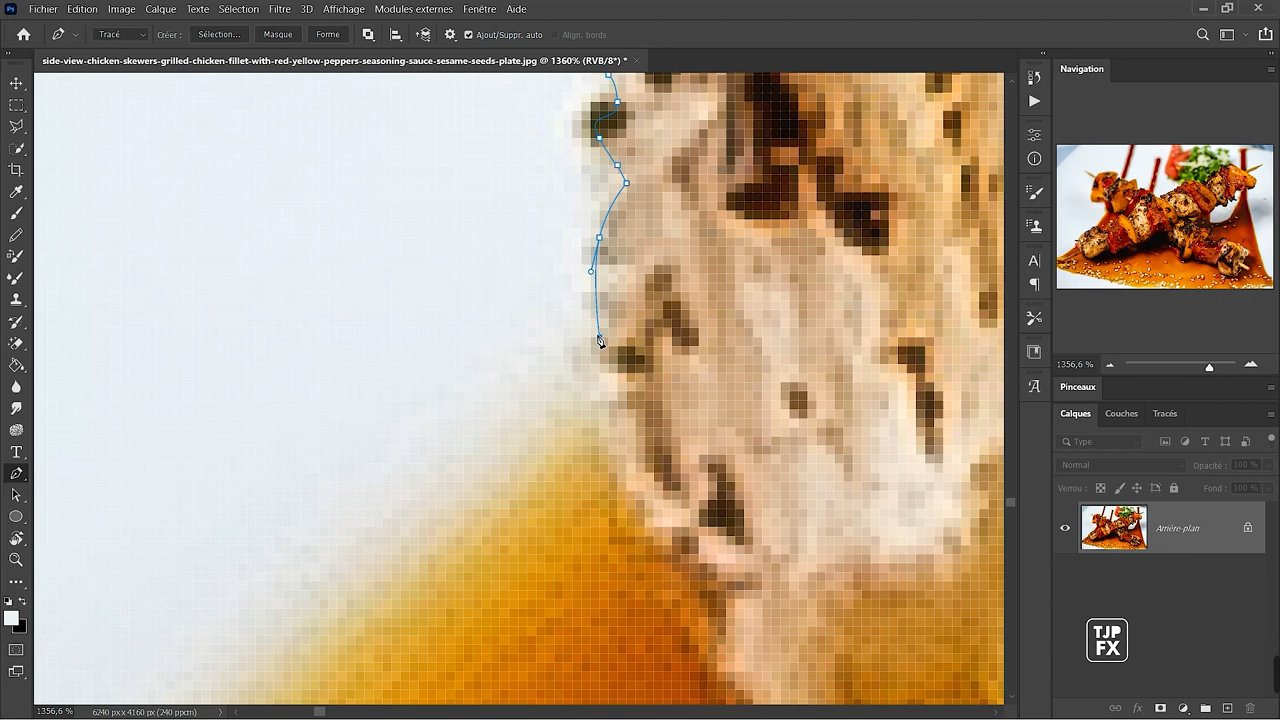 Ps Fichier Edition Image Calque Texte Sélection Filtre 3D Affichage Modules externes Fenêtre Aide
Tracé Créer : Sélection... Masque Forme Ajout/Suppr. auto Align. bords
side-view-chicken-skewers-grilled-chicken-fillet-with-red-yellow-peppers-seasoning-sauce-sesame-seeds-plate.jpg @ 1360% (RVB/8*) *
Navigation
1356,6 %
Pinceaux
Calques Couches Tracés
Type
Normal Opacité : 100 %
Verrou : Fond : 100 %
Arrière-plan
TJP
FX
1356,6 % 6240 px x 4160 px (240 ppcm)